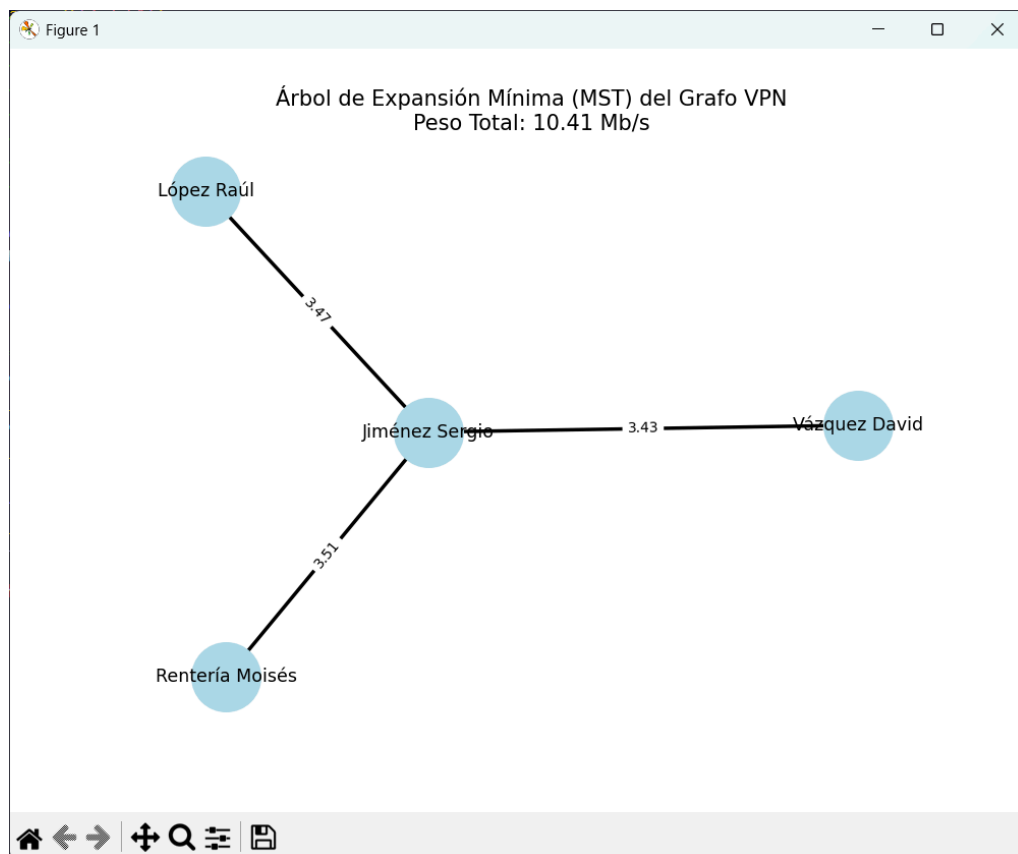 Figure 1
Árbol de Expansión Mínima (MST) del Grafo VPN
Peso Total: 10.41 Mb/s
López Raúl
3.47
Jiménez Sergio
3.43
Vázquez David
3.51
Rentería Moisés